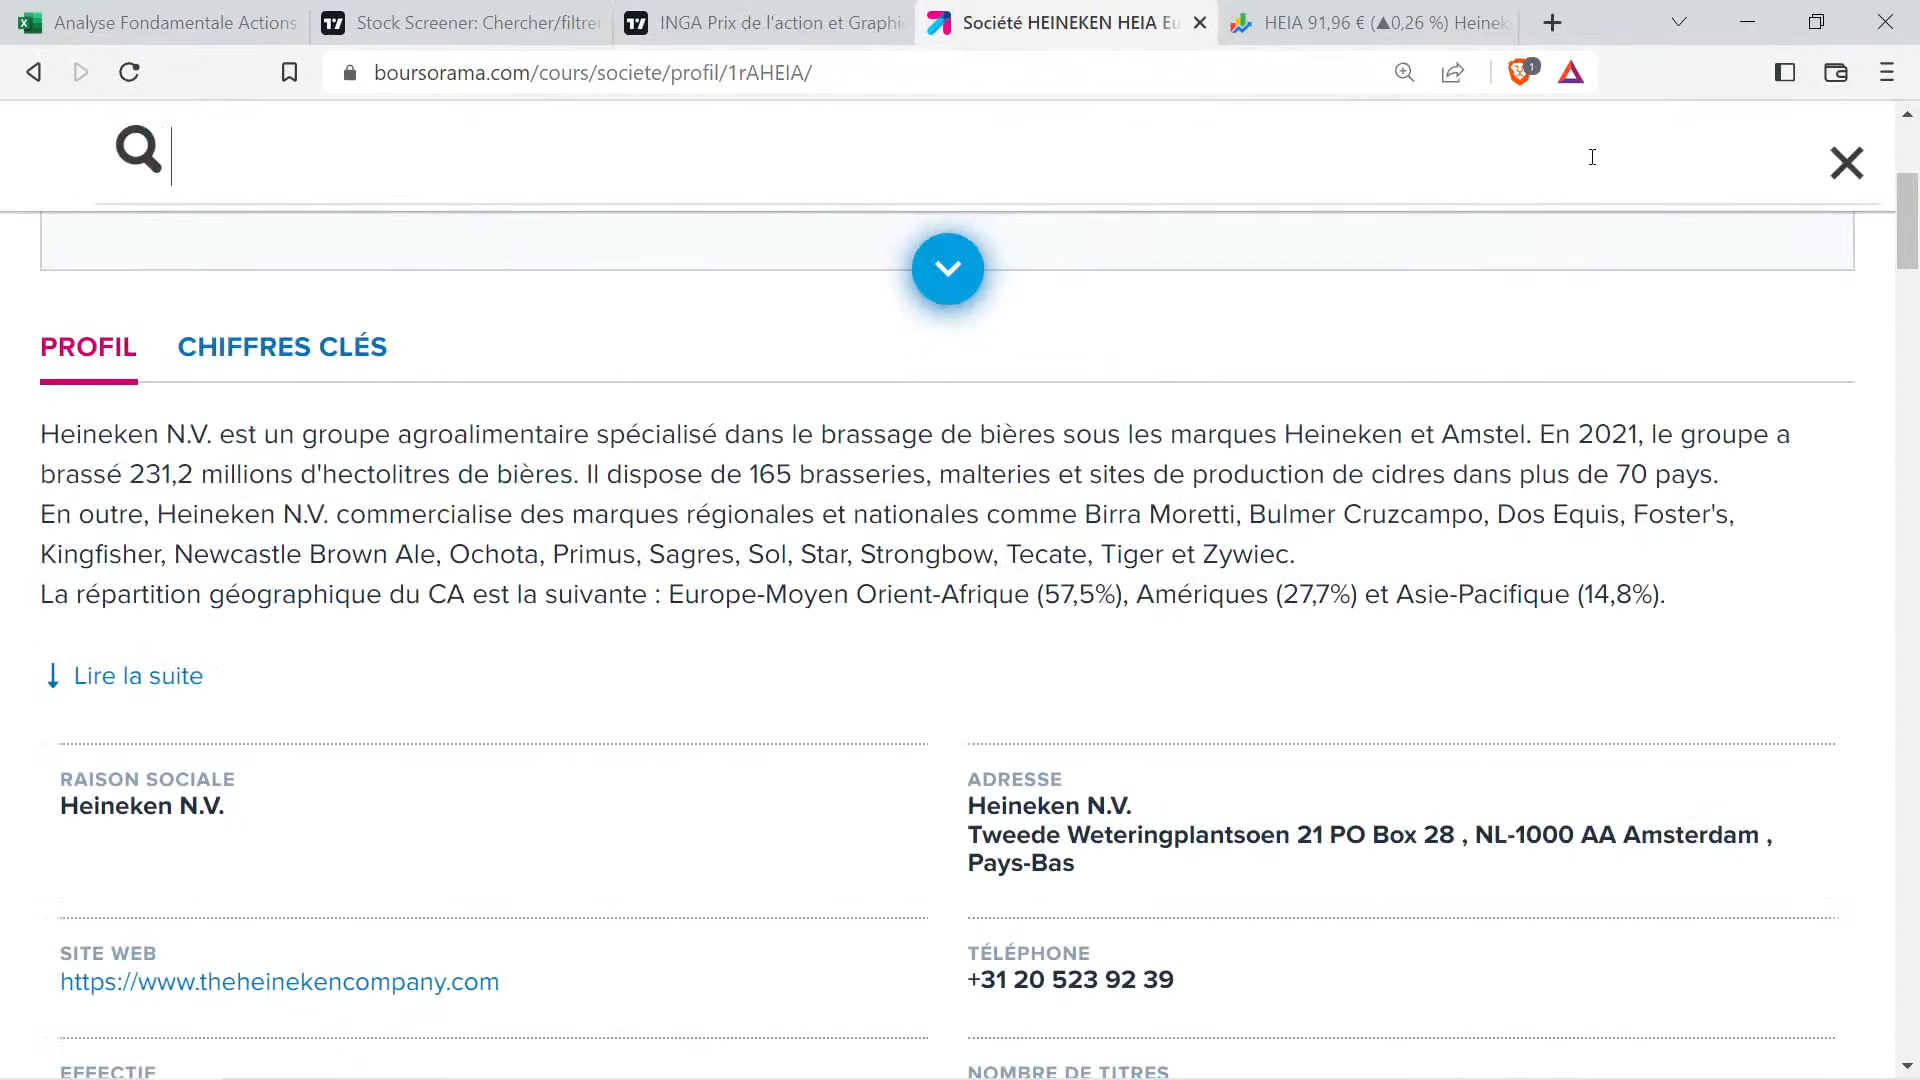 Analyse Fondamentale Actions
Stock Screener: Chercher/filtrer
INGA Prix de l'action et Graphi
Société HEINEKEN HEIA Eu
HEIA 91,96 € (▲0,26 %) Heinek
boursorama.com/cours/societe/profil/1rAHEIA/
1
PROFIL
CHIFFRES CLÉS
Heineken N.V. est un groupe agroalimentaire spécialisé dans le brassage de bières sous les marques Heineken et Amstel. En 2021, le groupe a
brassé 231,2 millions d'hectolitres de bières. Il dispose de 165 brasseries, malteries et sites de production de cidres dans plus de 70 pays.
En outre, Heineken N.V. commercialise des marques régionales et nationales comme Birra Moretti, Bulmer Cruzcampo, Dos Equis, Foster's,
Kingfisher, Newcastle Brown Ale, Ochota, Primus, Sagres, Sol, Star, Strongbow, Tecate, Tiger et Zywiec.
La répartition géographique du CA est la suivante : Europe-Moyen Orient-Afrique (57,5%), Amériques (27,7%) et Asie-Pacifique (14,8%).
Lire la suite
RAISON SOCIALE
Heineken N.V.
ADRESSE
Heineken N.V.
Tweede Weteringplantsoen 21 PO Box 28 , NL-1000 AA Amsterdam ,
Pays-Bas
SITE WEB
https://www.theheinekencompany.com
TÉLÉPHONE
+31 20 523 92 39
EFFECTIF
NOMBRE DE TITRES